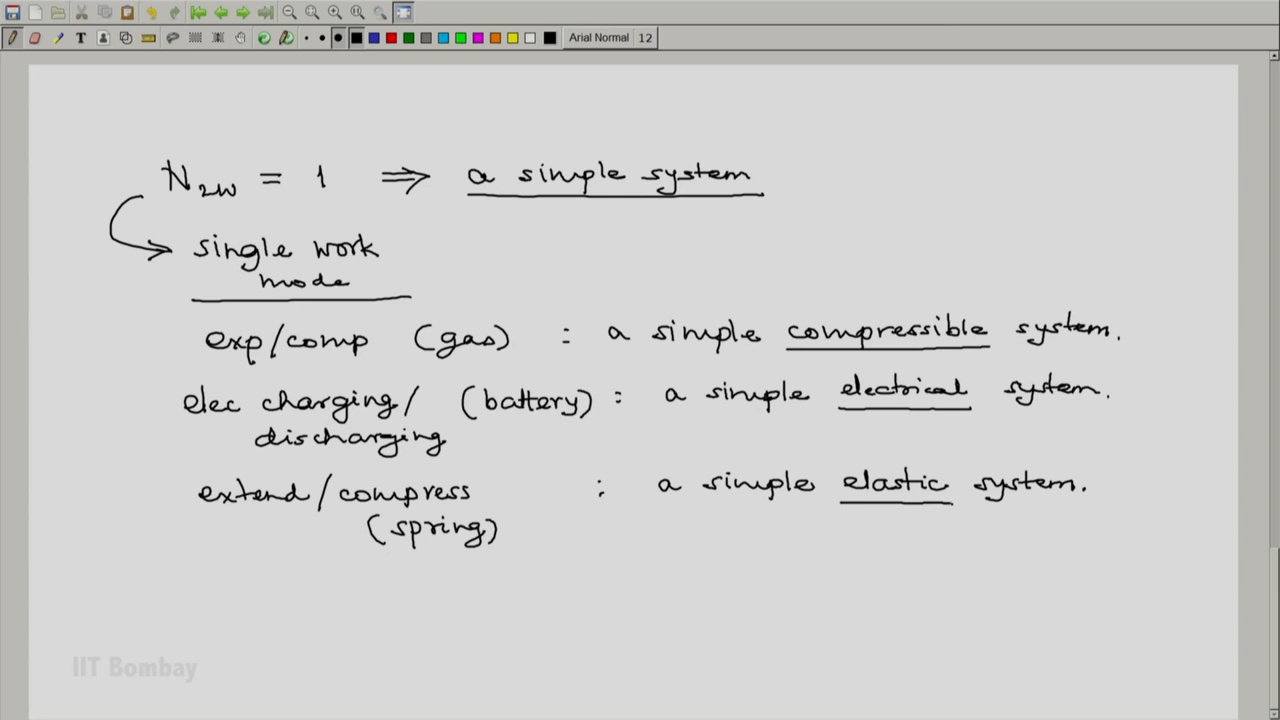 Arial Normal 12
N2W = 1 ⇒ a simple system
single work
mode
exp/comp (gas) : a simple compressible system.
elec charging/ (battery) : a simple electrical system.
discharging
extend/compress : a simple elastic system.
(spring)
IIT Bombay